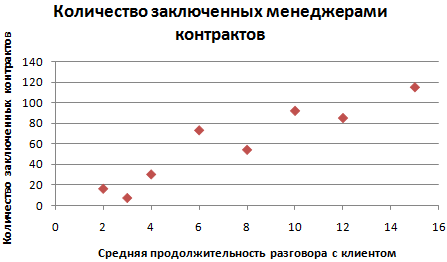 Количество заключенных менеджерами
контрактов
Количество заключенных контрактов
140
120
100
80
60
40
20
0
0 2 4 6 8 10 12 14 16
Средняя продолжительность разговора с клиентом